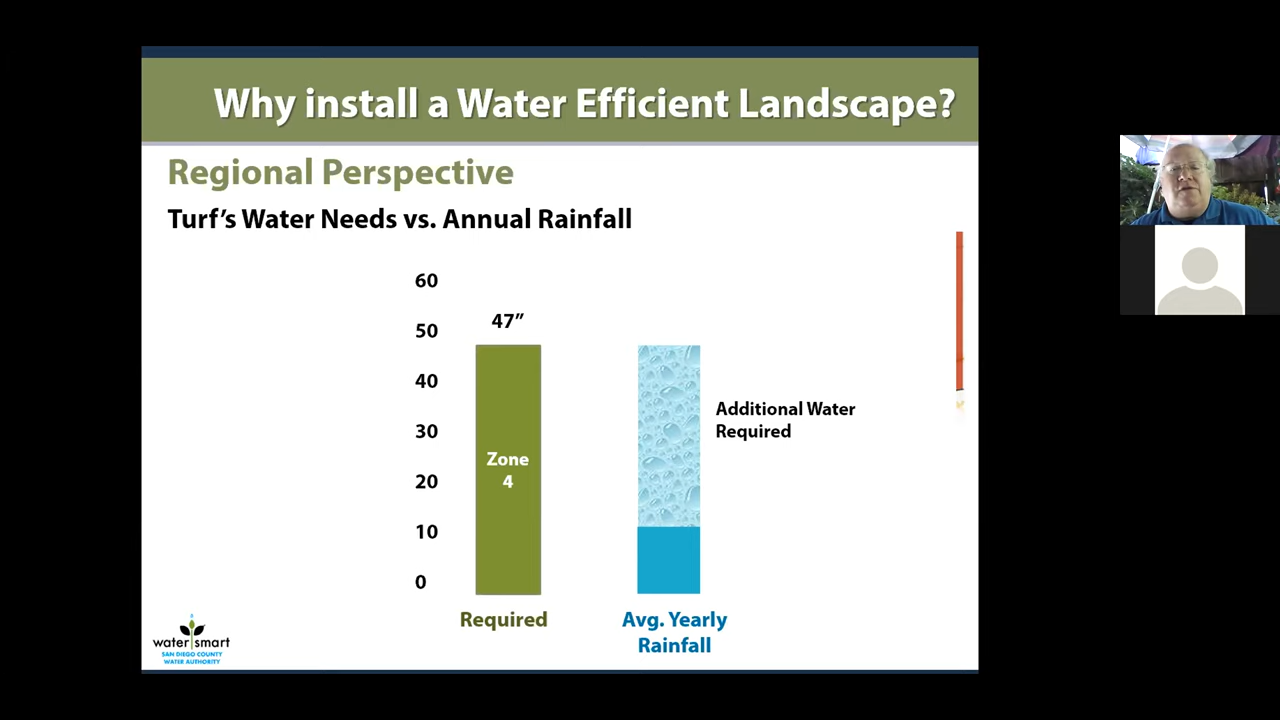 Why install a Water Efficient Landscape?
Regional Perspective
Turf's Water Needs vs. Annual Rainfall
60
50
40
30
20
10
0
47”
Zone
4
Additional Water
Required
Required
Avg. Yearly
Rainfall
water smart
SAN DIEGO COUNTY
WATER AUTHORITY